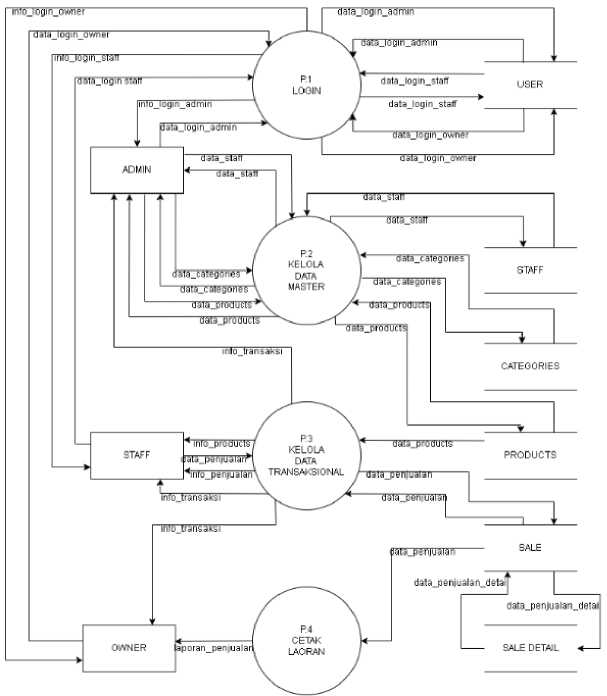 info_login_owner
data_login_admin
data_login_owner
data_login_admin
info_login_staff
P.1
LOGIN
data_login staff
data_login_staff
USER
info_login_admin
data_login_staff
data_login_admin
data_login_owner
data_login_owner
data_staff
ADMIN
data_staff
data_staff
data_staff
P.2
KELOLA
DATA
MASTER
data_categories
STAFF
data_categories
data_categories
data_categories
data_products
data_products
data_products
data_products
info_transaksi
CATEGORIES
P.3
KELOLA
DATA
TRANSAKSIONAL
info_products
data_products
STAFF
data_penjualan
PRODUCTS
info_penjualan
data_penjualan
info_transaksi
data_penjualan
info_transaksi
data_penjualan
SALE
data_penjualan_detal
data_penjualan_detal
P.4
CETAK
LAORAN
OWNER
laporan_penjualan
SALE DETAIL